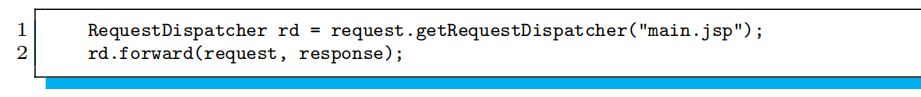 1 RequestDispatcher rd = request.getRequestDispatcher("main.jsp");
2 rd.forward(request, response);